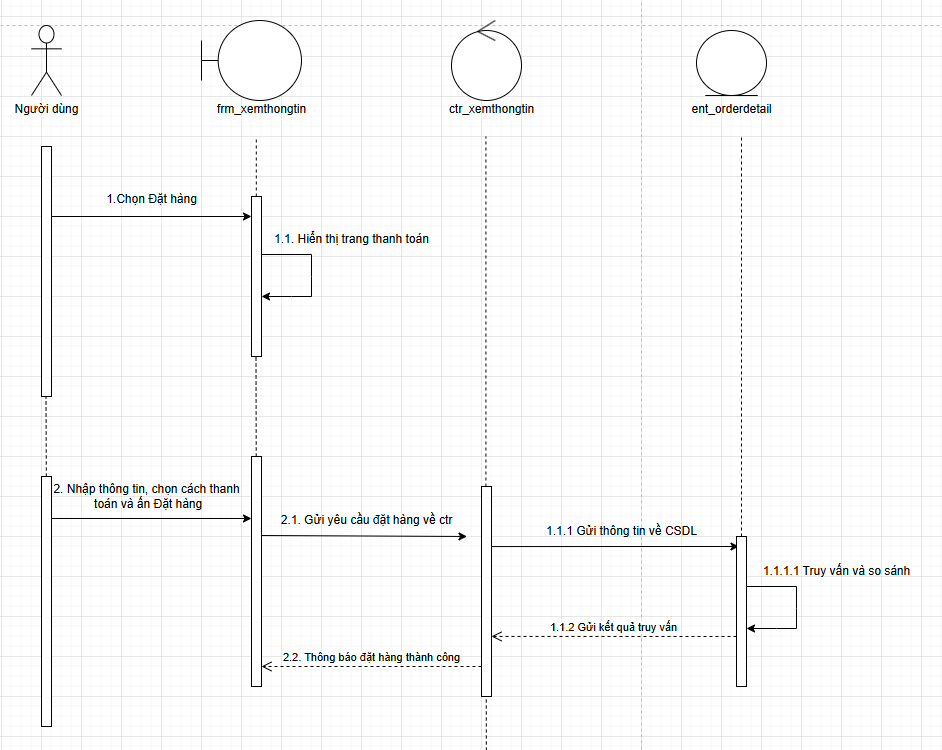 Người dùng
frm_xemthongtin
ctr_xemthongtin
ent_orderdetail
1.Chọn Đặt hàng
1.1. Hiển thị trang thanh toán
2. Nhập thông tin, chọn cách thanh
toán và ấn Đặt hàng
2.1. Gửi yêu cầu đặt hàng về ctr
1.1.1 Gửi thông tin về CSDL
1.1.1.1 Truy vấn và so sánh
1.1.2 Gửi kết quả truy vấn
2.2. Thông báo đặt hàng thành công